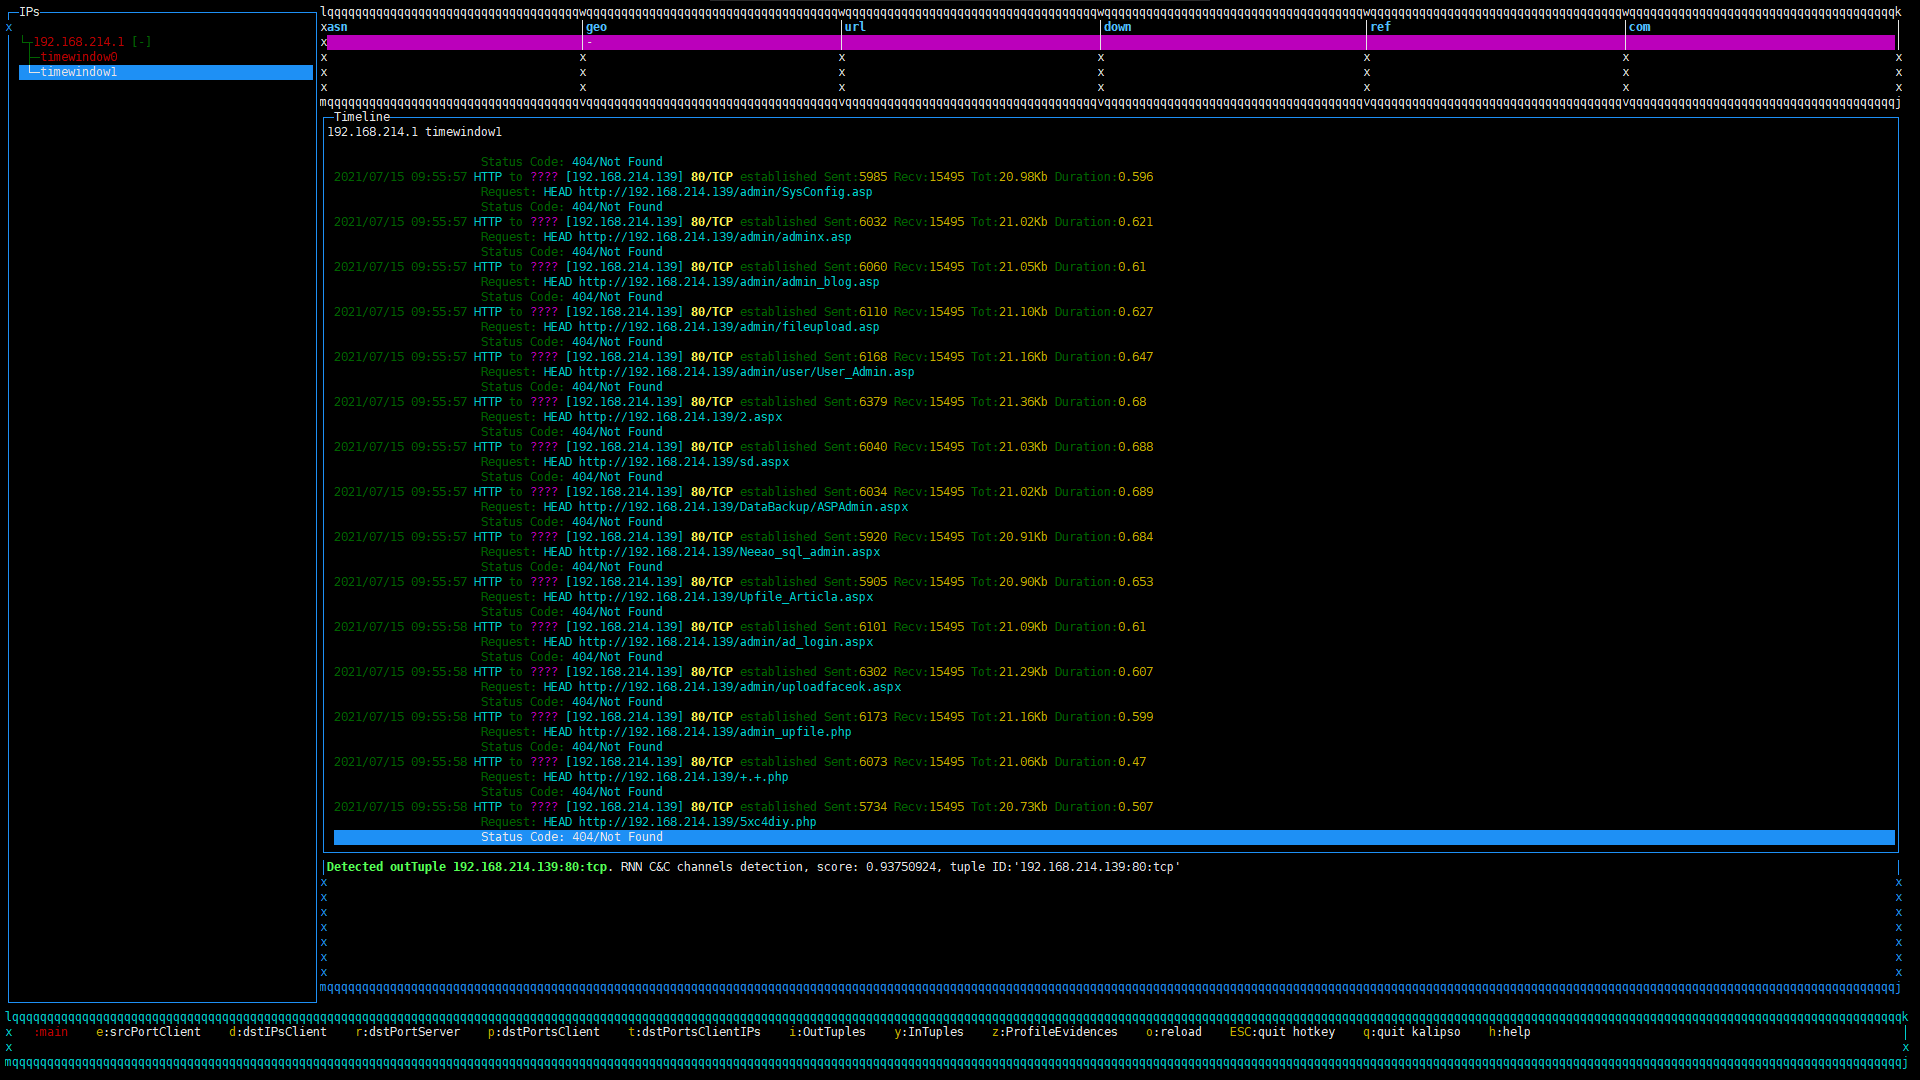 IPs
192.168.214.1 [-]
timewindow0
timewindow1
asn geo url down ref com
-
Timeline
192.168.214.1 timewindow1
Status Code: 404/Not Found
2021/07/15 09:55:57 HTTP to ???? [192.168.214.139] 80/TCP established Sent:5985 Recv:15495 Tot:20.98Kb Duration:0.596
Request: HEAD http://192.168.214.139/admin/SysConfig.asp
Status Code: 404/Not Found
2021/07/15 09:55:57 HTTP to ???? [192.168.214.139] 80/TCP established Sent:6032 Recv:15495 Tot:21.02Kb Duration:0.621
Request: HEAD http://192.168.214.139/admin/adminx.asp
Status Code: 404/Not Found
2021/07/15 09:55:57 HTTP to ???? [192.168.214.139] 80/TCP established Sent:6060 Recv:15495 Tot:21.05Kb Duration:0.61
Request: HEAD http://192.168.214.139/admin/admin_blog.asp
Status Code: 404/Not Found
2021/07/15 09:55:57 HTTP to ???? [192.168.214.139] 80/TCP established Sent:6110 Recv:15495 Tot:21.10Kb Duration:0.627
Request: HEAD http://192.168.214.139/admin/fileupload.asp
Status Code: 404/Not Found
2021/07/15 09:55:57 HTTP to ???? [192.168.214.139] 80/TCP established Sent:6168 Recv:15495 Tot:21.16Kb Duration:0.647
Request: HEAD http://192.168.214.139/admin/user/User_Admin.asp
Status Code: 404/Not Found
2021/07/15 09:55:57 HTTP to ???? [192.168.214.139] 80/TCP established Sent:6379 Recv:15495 Tot:21.36Kb Duration:0.68
Request: HEAD http://192.168.214.139/2.aspx
Status Code: 404/Not Found
2021/07/15 09:55:57 HTTP to ???? [192.168.214.139] 80/TCP established Sent:6040 Recv:15495 Tot:21.03Kb Duration:0.688
Request: HEAD http://192.168.214.139/sd.aspx
Status Code: 404/Not Found
2021/07/15 09:55:57 HTTP to ???? [192.168.214.139] 80/TCP established Sent:6034 Recv:15495 Tot:21.02Kb Duration:0.689
Request: HEAD http://192.168.214.139/DataBackup/ASPAdmin.aspx
Status Code: 404/Not Found
2021/07/15 09:55:57 HTTP to ???? [192.168.214.139] 80/TCP established Sent:5920 Recv:15495 Tot:20.91Kb Duration:0.684
Request: HEAD http://192.168.214.139/Neeao_sql_admin.aspx
Status Code: 404/Not Found
2021/07/15 09:55:57 HTTP to ???? [192.168.214.139] 80/TCP established Sent:5905 Recv:15495 Tot:20.90Kb Duration:0.653
Request: HEAD http://192.168.214.139/Upfile_Articla.aspx
Status Code: 404/Not Found
2021/07/15 09:55:58 HTTP to ???? [192.168.214.139] 80/TCP established Sent:6101 Recv:15495 Tot:21.09Kb Duration:0.61
Request: HEAD http://192.168.214.139/admin/ad_login.aspx
Status Code: 404/Not Found
2021/07/15 09:55:58 HTTP to ???? [192.168.214.139] 80/TCP established Sent:6302 Recv:15495 Tot:21.29Kb Duration:0.607
Request: HEAD http://192.168.214.139/admin/uploadfaceok.aspx
Status Code: 404/Not Found
2021/07/15 09:55:58 HTTP to ???? [192.168.214.139] 80/TCP established Sent:6173 Recv:15495 Tot:21.16Kb Duration:0.599
Request: HEAD http://192.168.214.139/admin_upfile.php
Status Code: 404/Not Found
2021/07/15 09:55:58 HTTP to ???? [192.168.214.139] 80/TCP established Sent:6073 Recv:15495 Tot:21.06Kb Duration:0.47
Request: HEAD http://192.168.214.139/+.+.php
Status Code: 404/Not Found
2021/07/15 09:55:58 HTTP to ???? [192.168.214.139] 80/TCP established Sent:5734 Recv:15495 Tot:20.73Kb Duration:0.507
Request: HEAD http://192.168.214.139/5xc4diy.php
Status Code: 404/Not Found
Detected outTuple 192.168.214.139:80:tcp. RNN C&C channels detection, score: 0.93750924, tuple ID:'192.168.214.139:80:tcp'
:main e:srcPortClient d:dstIPsClient r:dstPortServer p:dstPortsClient t:dstPortsClientIPs i:OutTuples y:InTuples z:ProfileEvidences o:reload ESC:quit hotkey q:quit kalipso h:help